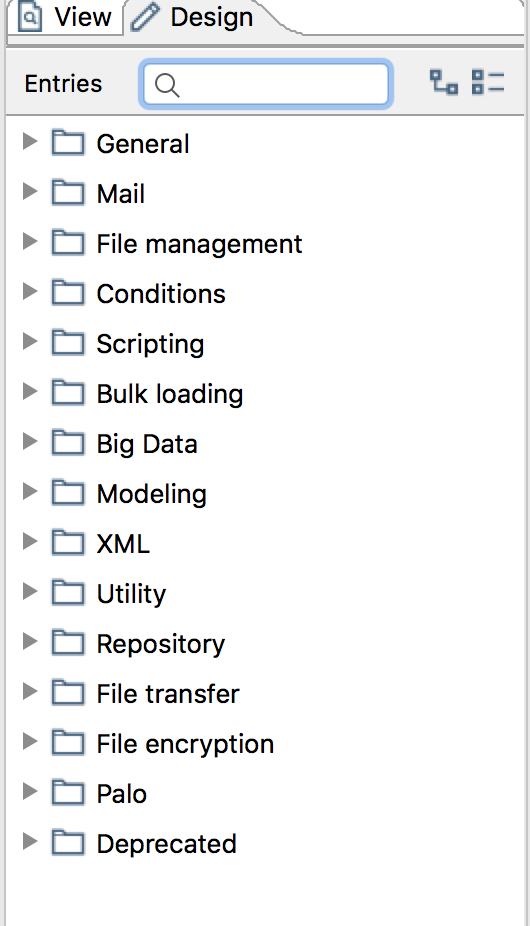 View Design
Entries
General
Mail
File management
Conditions
Scripting
Bulk loading
Big Data
Modeling
XML
Utility
Repository
File transfer
File encryption
Palo
Deprecated